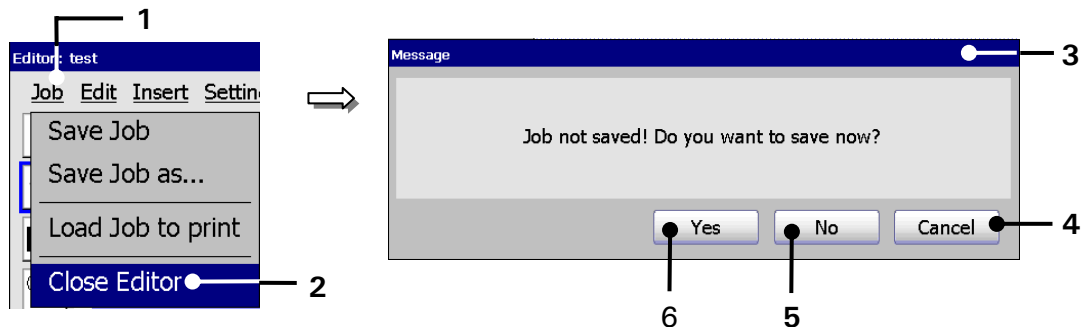 1
Editor: test
Job Edit Insert Settin
Save Job
Save Job as...
Load Job to print
Close Editor
2
Message
3
Job not saved! Do you want to save now?
Yes No Cancel
4
6 5